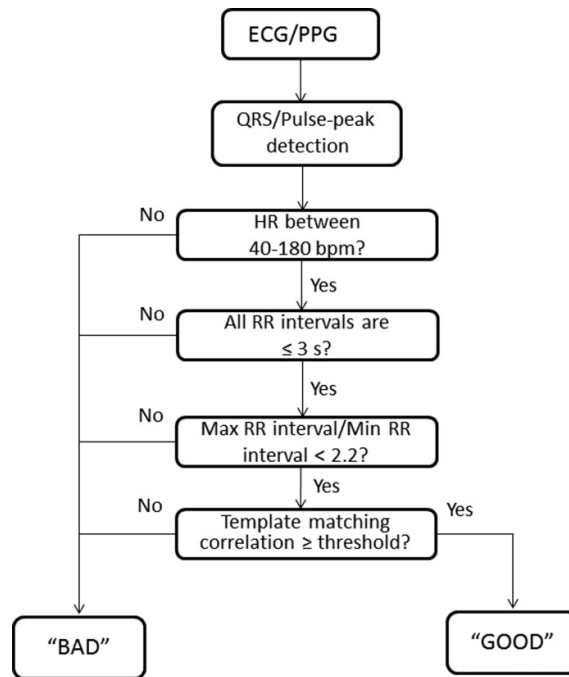 ECG/PPG
QRS/Pulse-peak
detection
No
HR between
40-180 bpm?
Yes
No
All RR intervals are
≤ 3 s?
Yes
No
Max RR interval/Min RR
interval < 2.2?
Yes
No
Template matching
correlation ≥ threshold?
Yes
“BAD”
“GOOD”